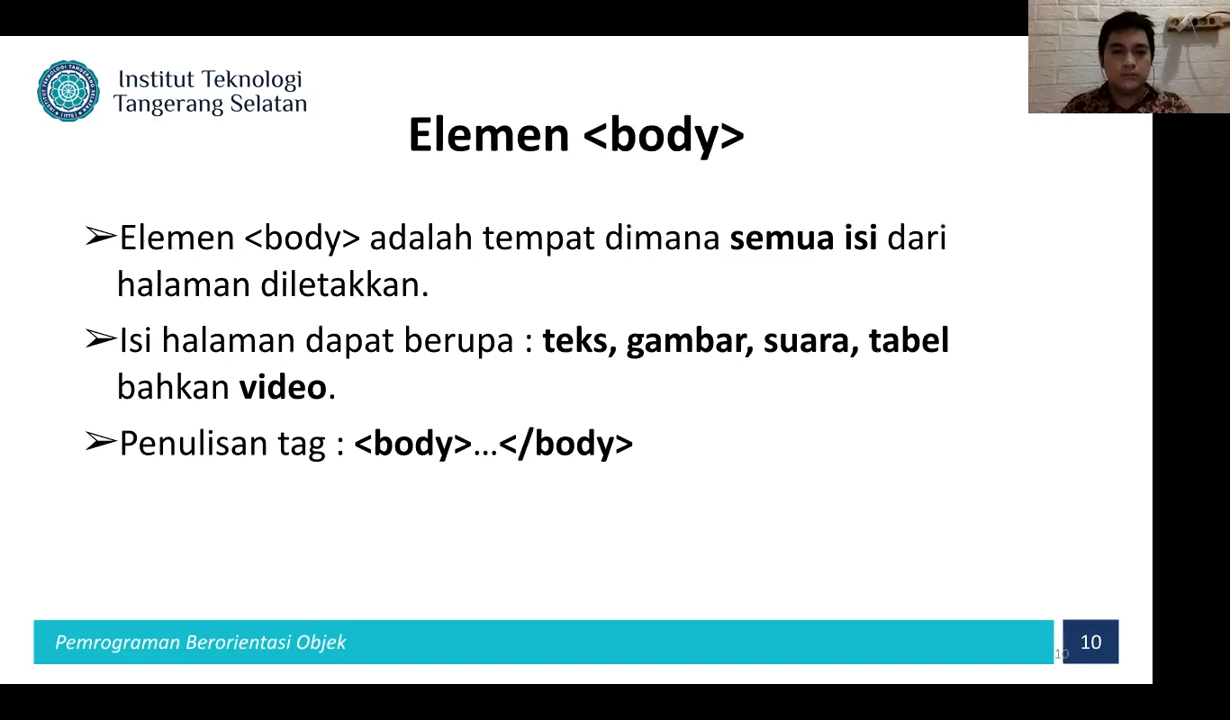 Institut Teknologi
Tangerang Selatan
Elemen <body>
➢Elemen <body> adalah tempat dimana semua isi dari
halaman diletakkan.
➢Isi halaman dapat berupa : teks, gambar, suara, tabel
bahkan video.
➢Penulisan tag : <body>...</body>
Pemrograman Berorientasi Objek
10
10